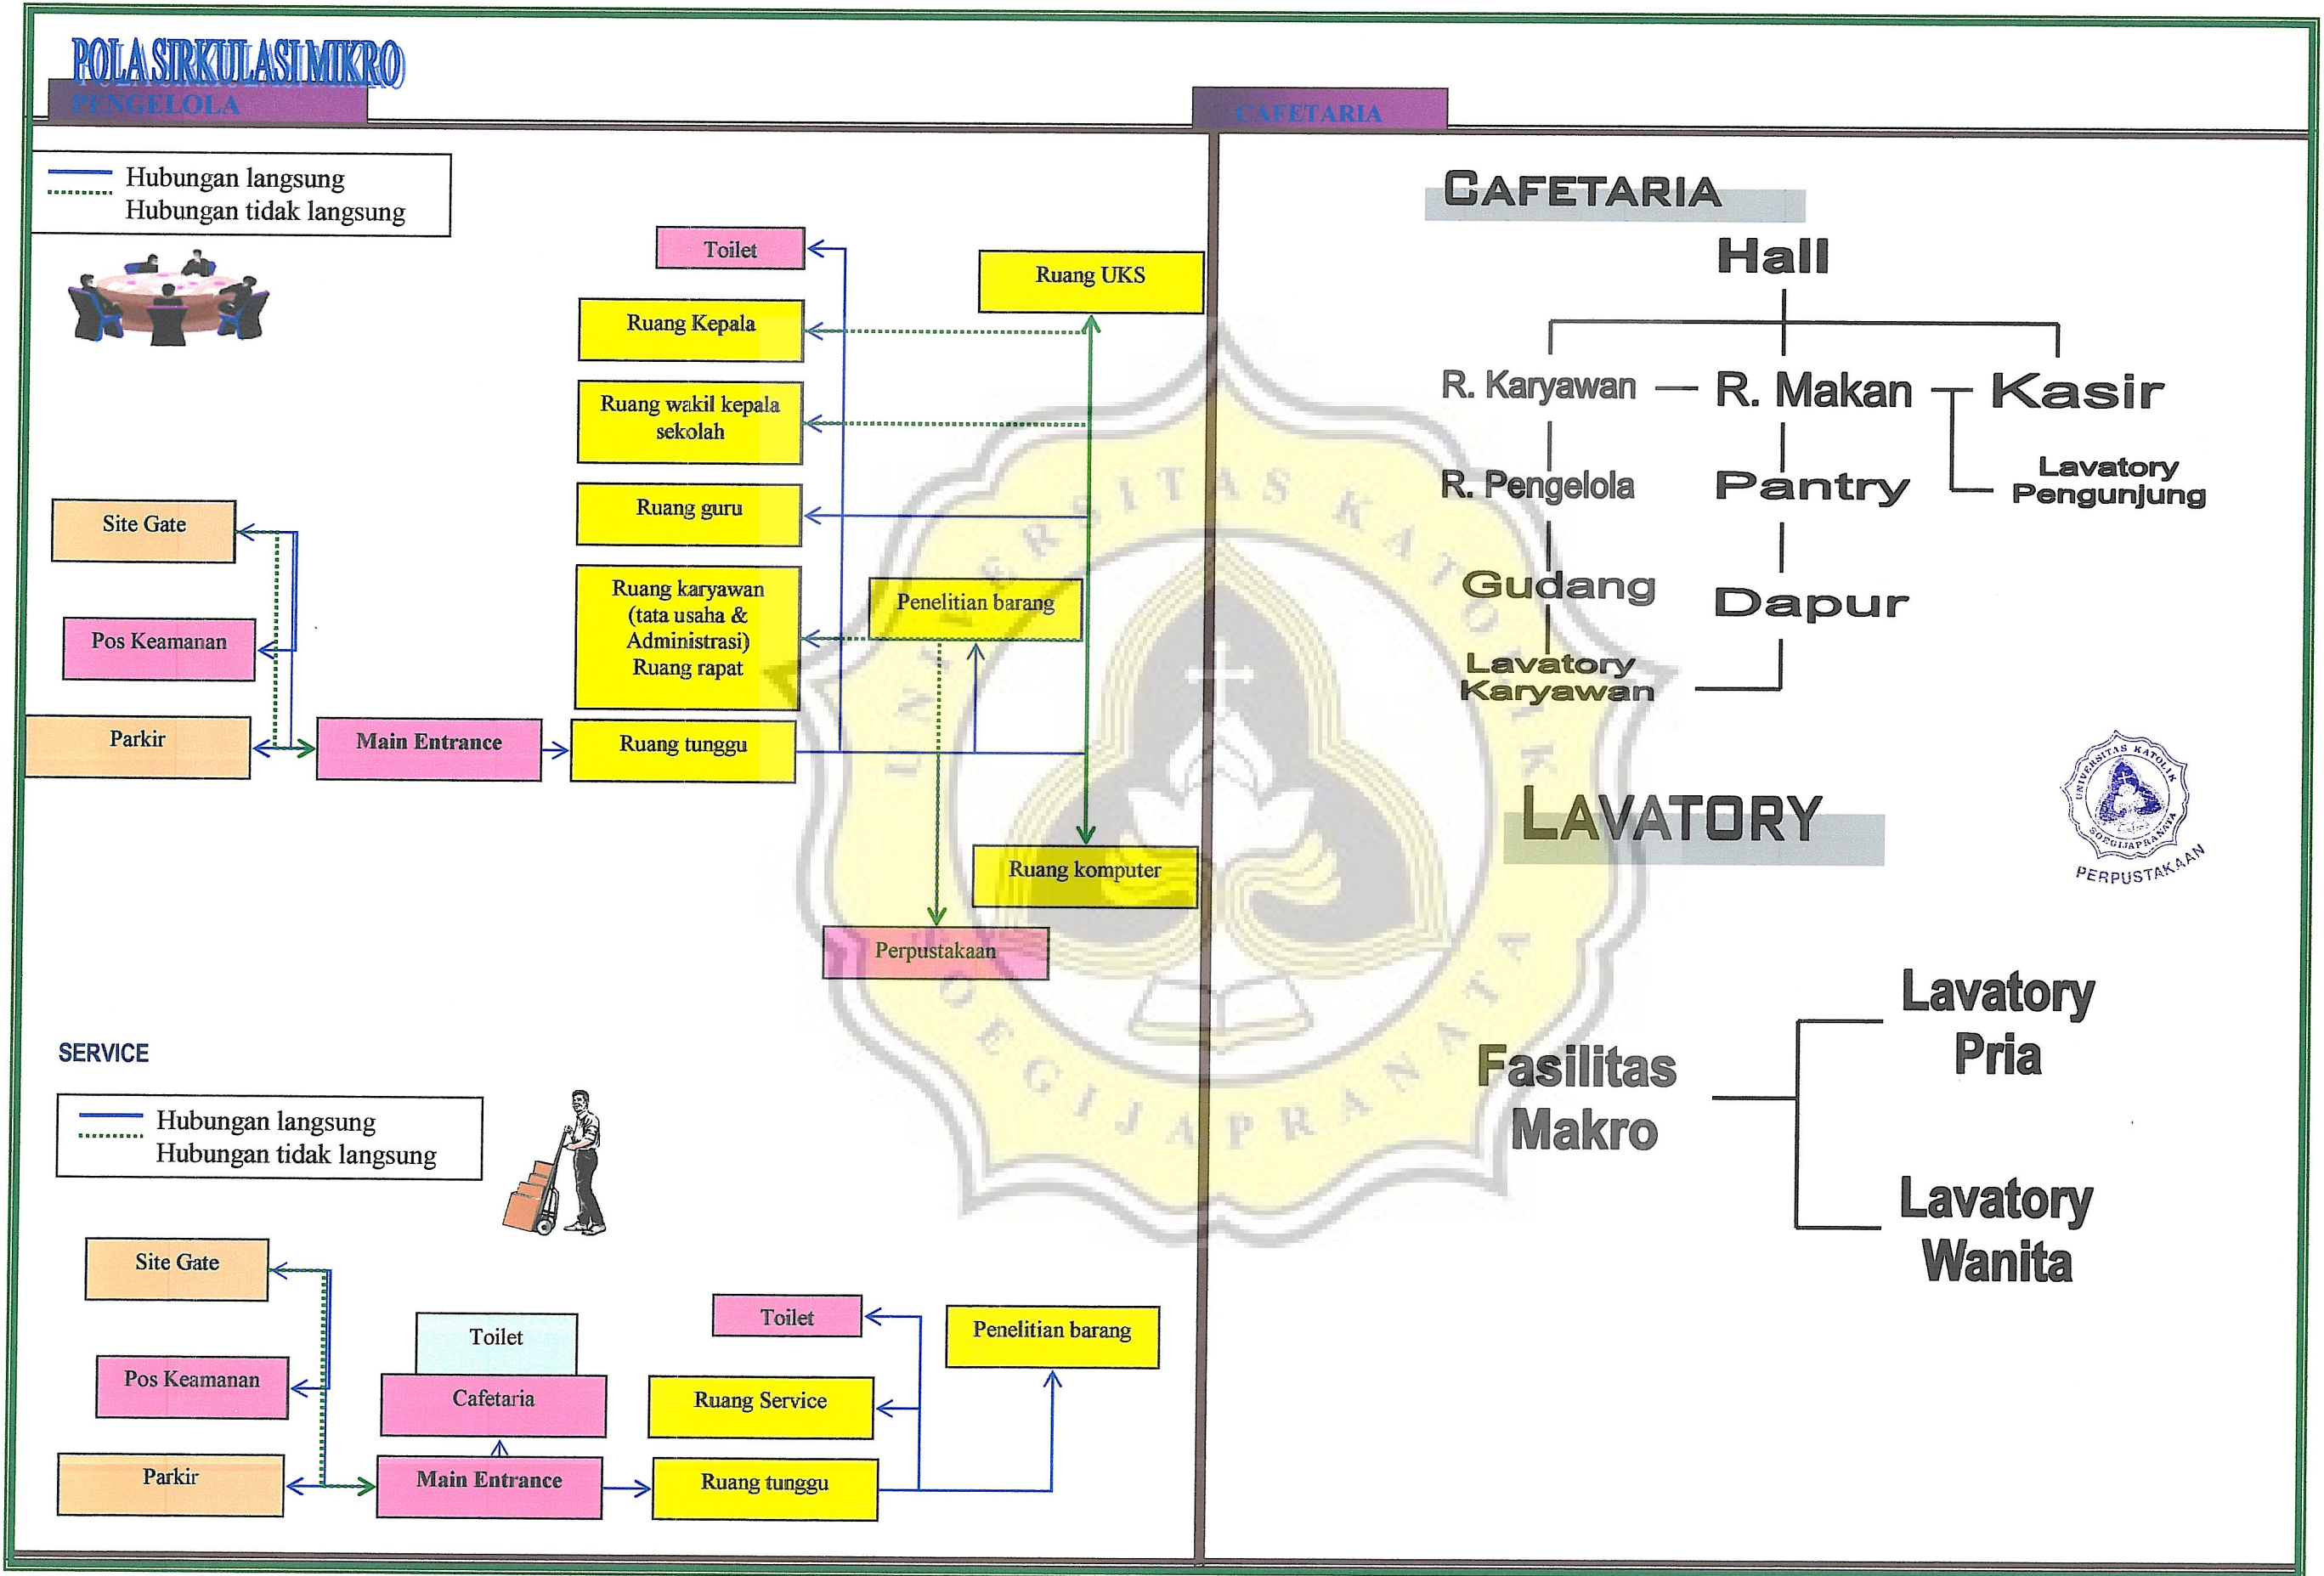 POLA SIRKULASI MIKRO
PENGELOLA
Hubungan langsung
Hubungan tidak langsung
Toilet
Ruang UKS
Ruang Kepala
Ruang wakil kepala
sekolah
Ruang guru
Site Gate
Ruang karyawan
(tata usaha &
Administrasi)
Ruang rapat
Penelitian barang
Pos Keamanan
Parkir
Main Entrance
Ruang tunggu
Ruang komputer
Perpustakaan
SERVICE
Hubungan langsung
Hubungan tidak langsung
Site Gate
Toilet
Toilet
Penelitian barang
Pos Keamanan
Cafetaria
Ruang Service
Parkir
Main Entrance
Ruang tunggu
CAFETARIA
CAFETARIA
Hall
R. Karyawan
R. Makan
Kasir
R. Pengelola
Pantry
Lavatory
Pengunjung
Gudang
Dapur
Lavatory
Karyawan
LAVATORY
UNIVERSITAS KATOLIK
SOEGIJAPRANATA
PERPUSTAKAAN
Fasilitas
Makro
Lavatory
Pria
Lavatory
Wanita
UNIVERSITAS KATOLIK
SOEGIJAPRANATA